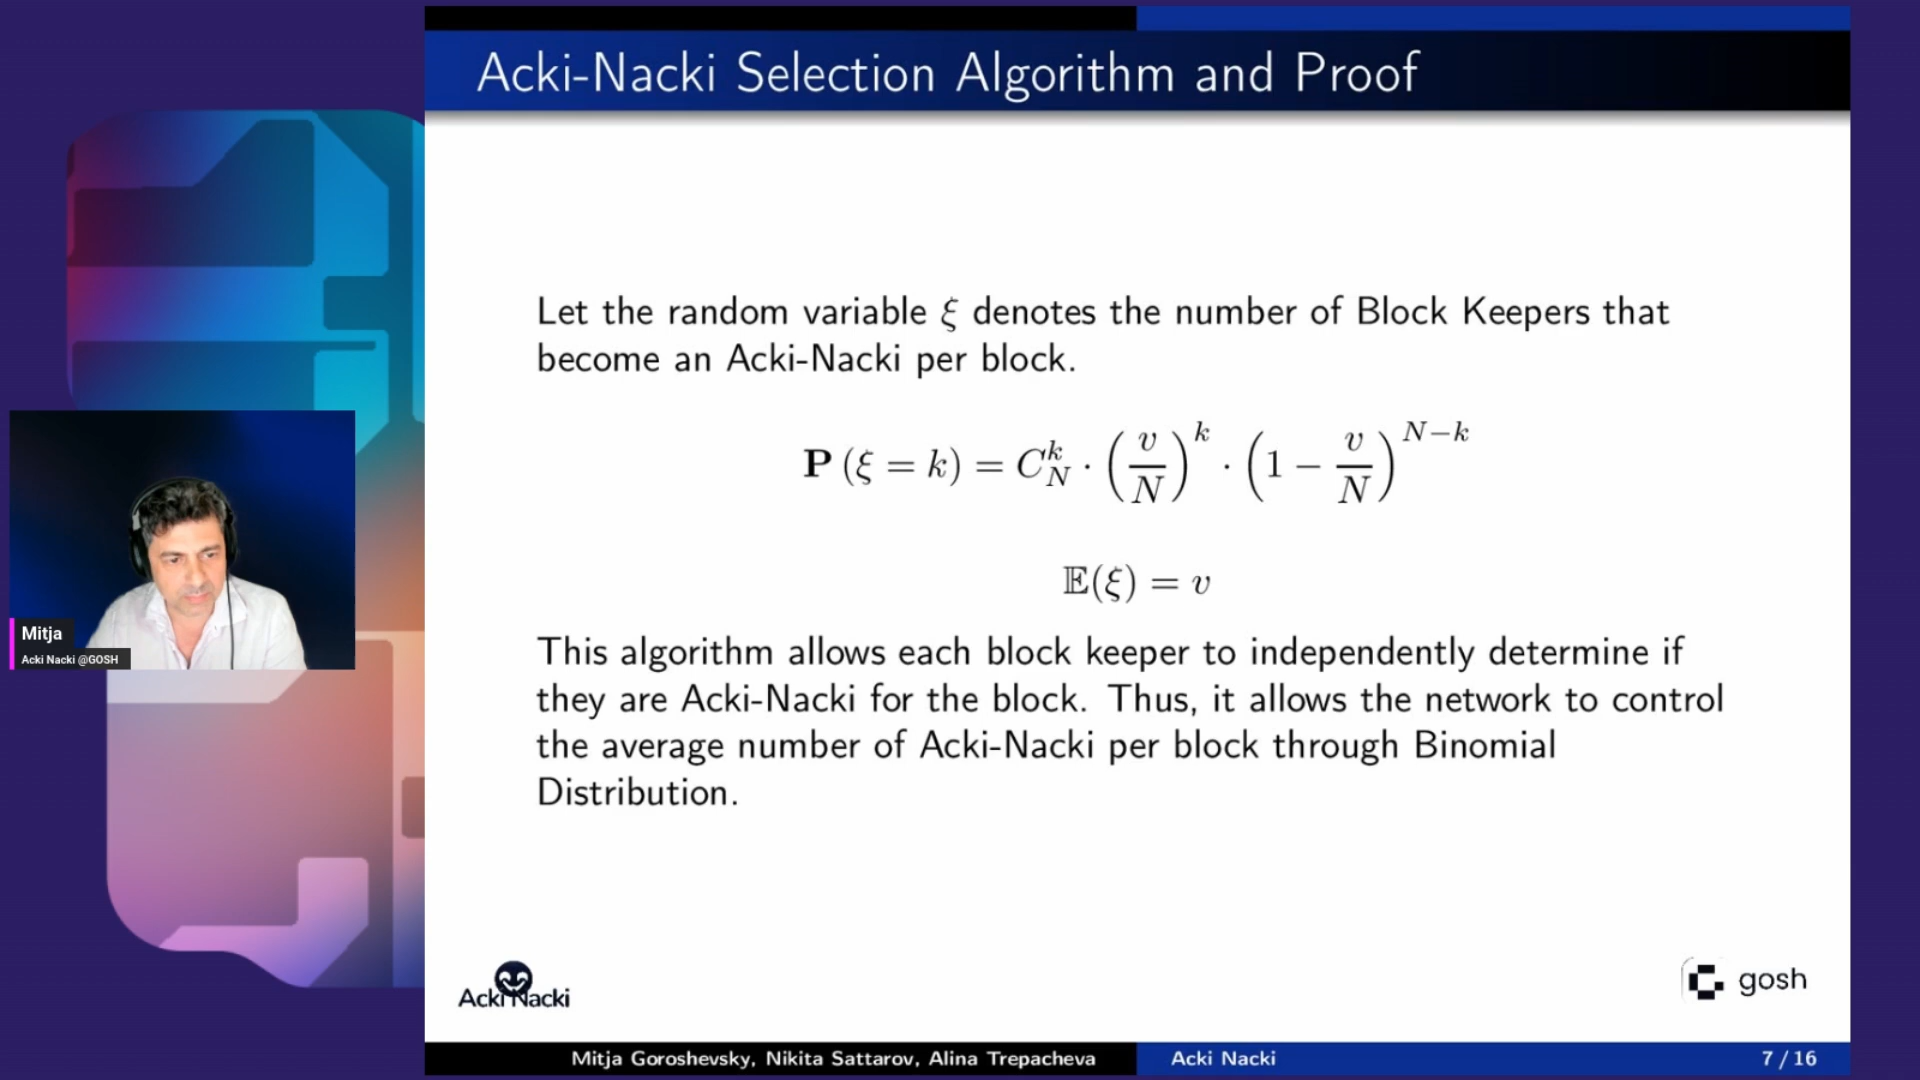 Acki-Nacki Selection Algorithm and Proof
Let the random variable ξ denotes the number of Block Keepers that
become an Acki-Nacki per block.
P (ξ = k) = C_N^k · (v/N)^k · (1 − v/N)^{N−k}
𝔼(ξ) = v
This algorithm allows each block keeper to independently determine if
they are Acki-Nacki for the block. Thus, it allows the network to control
the average number of Acki-Nacki per block through Binomial
Distribution.
Mitja
Acki Nacki @GOSH
Acki Nacki
gosh
Mitja Goroshevsky, Nikita Sattarov, Alina Trepacheva
Acki Nacki
7 / 16